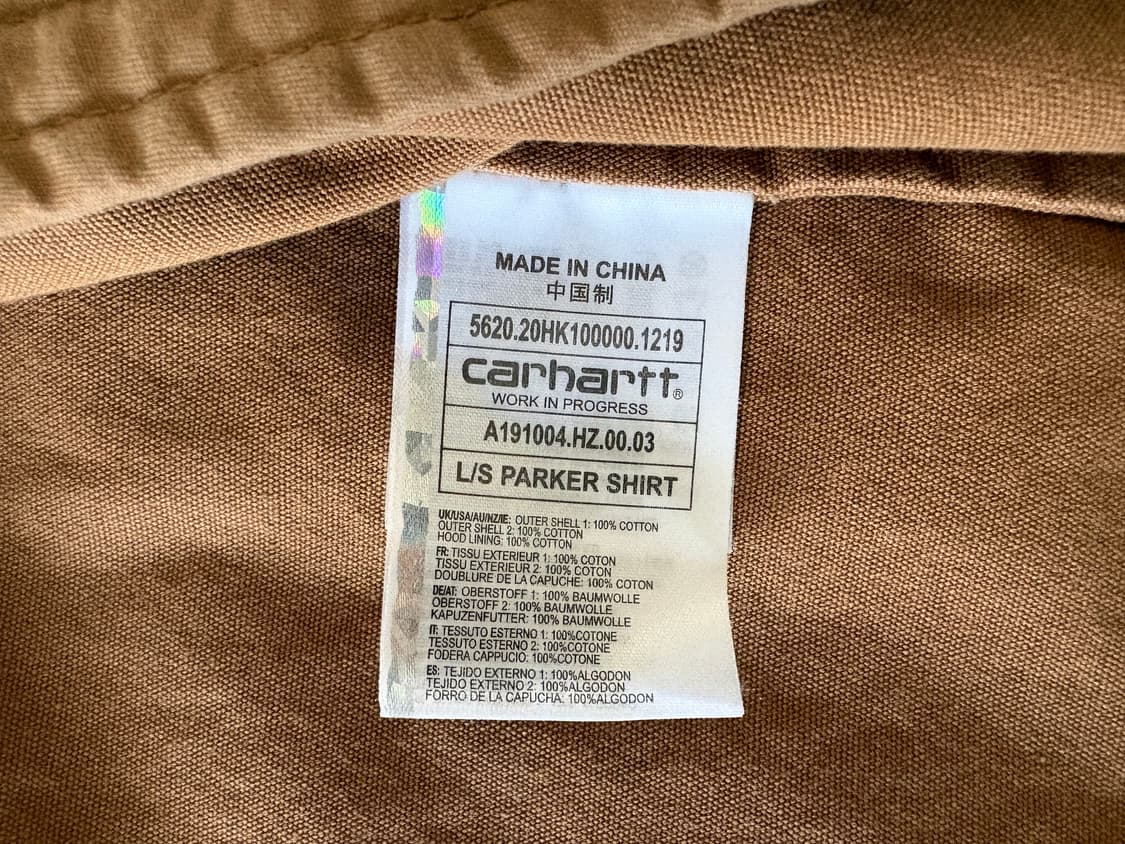 MADE IN CHINA
中国制
5620.20HK100000.1219
carhartt®
WORK IN PROGRESS
A191004.HZ.00.03
L/S PARKER SHIRT
UK/USA/AU/NZ/IE: OUTER SHELL 1: 100% COTTON
OUTER SHELL 2: 100% COTTON
HOOD LINING: 100% COTTON
FR: TISSU EXTERIEUR 1: 100% COTON
TISSU EXTERIEUR 2: 100% COTON
DOUBLURE DE LA CAPUCHE: 100% COTON
DE/AT: OBERSTOFF 1: 100% BAUMWOLLE
OBERSTOFF 2: 100% BAUMWOLLE
KAPUZENFUTTER: 100% BAUMWOLLE
IT: TESSUTO ESTERNO 1: 100%COTONE
TESSUTO ESTERNO 2: 100%COTONE
FODERA CAPPUCIO: 100%COTONE
ES: TEJIDO EXTERNO 1: 100%ALGODON
TEJIDO EXTERNO 2: 100%ALGODON
FORRO DE LA CAPUCHA: 100%ALGODON